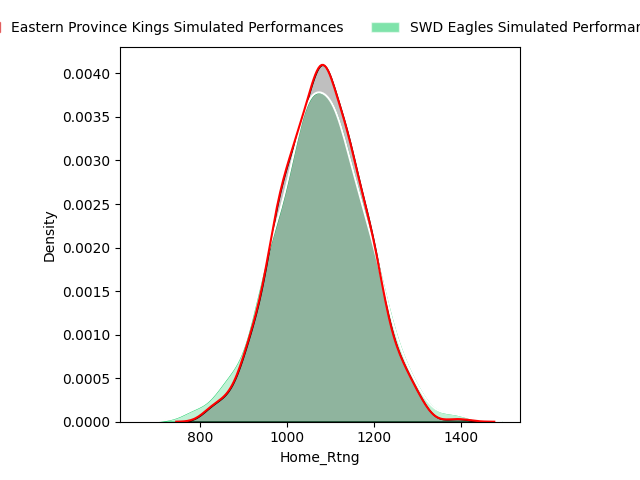 Eastern Province Kings Simulated Performances
SWD Eagles Simulated Performan
0.0040
0.0035
0.0030
0.0025
0.0020
0.0015
0.0010
0.0005
0.0000
Density
800 1000 1200 1400
Home_Rtng